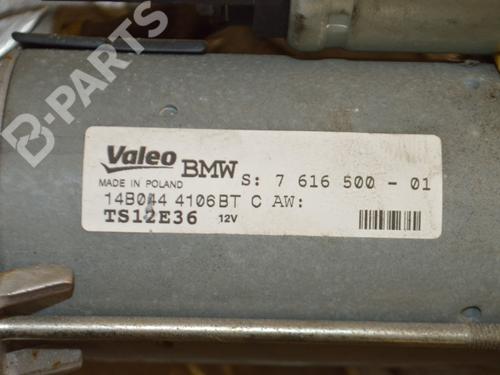 B-PARTS
Valeo BMW S: 7 616 500 - 01
MADE IN POLAND
14B044 4106BT C AW:
TS12E36 12V